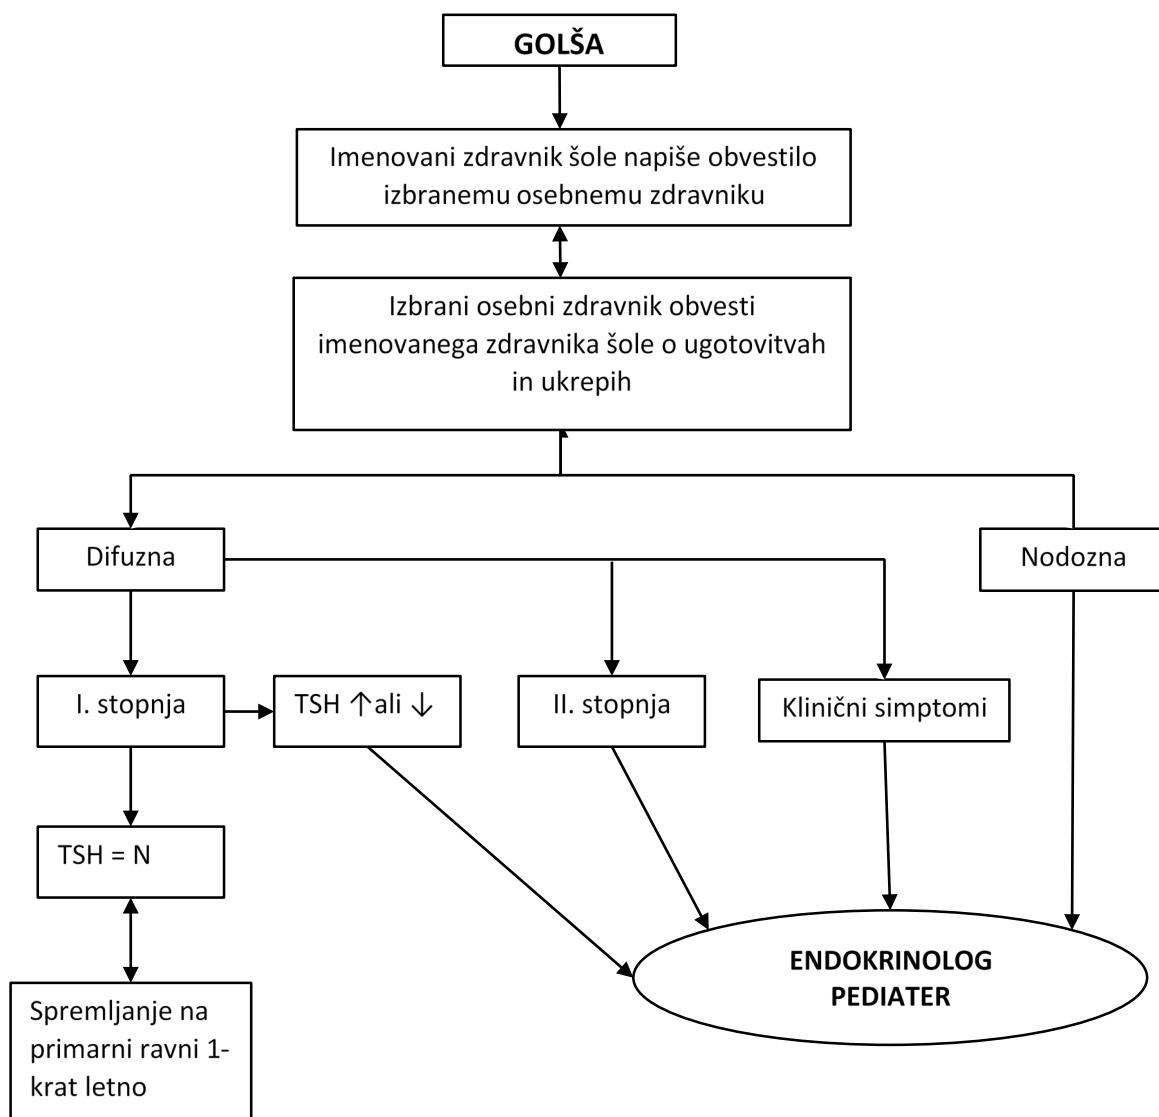 GOLŠA
Imenovani zdravnik šole napiše obvestilo
izbranemu osebnemu zdravniku
Izbrani osebni zdravnik obvesti
imenovanega zdravnika šole o ugotovitvah
in ukrepih
Difuzna
Nodozna
I. stopnja
TSH ↑ali ↓
II. stopnja
Klinični simptomi
TSH = N
ENDOKRINOLOG
PEDIATER
Spremljanje na
primarni ravni 1-
krat letno